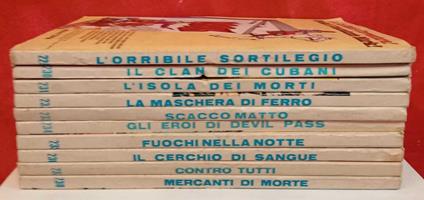 L'ORRIBILE SORTILEGIO
IL CLAN DEI CUBANI
L'ISOLA DEI MORTI
LA MASCHERA DI FERRO
SCACCO MATTO
GLI EROI DI DEVIL PASS
FUOCHI NELLA NOTTE
IL CERCHIO DI SANGUE
CONTRO TUTTI
MERCANTI DI MORTE